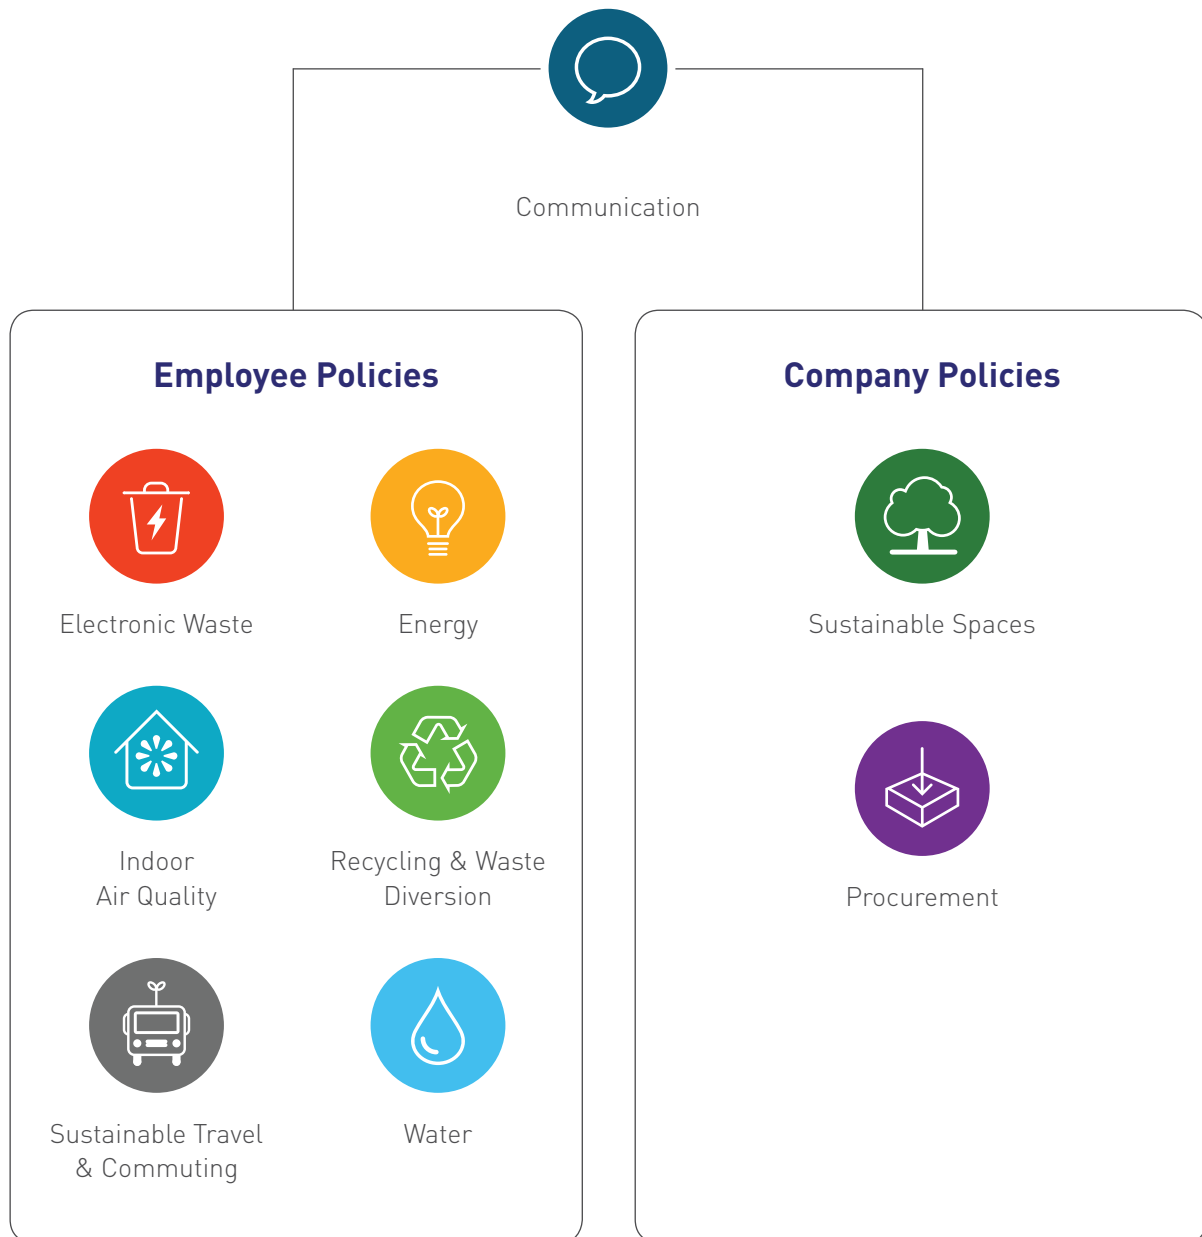 Communication
Employee Policies
Electronic Waste
Energy
Indoor
Air Quality
Recycling & Waste
Diversion
Sustainable Travel
& Commuting
Water
Company Policies
Sustainable Spaces
Procurement